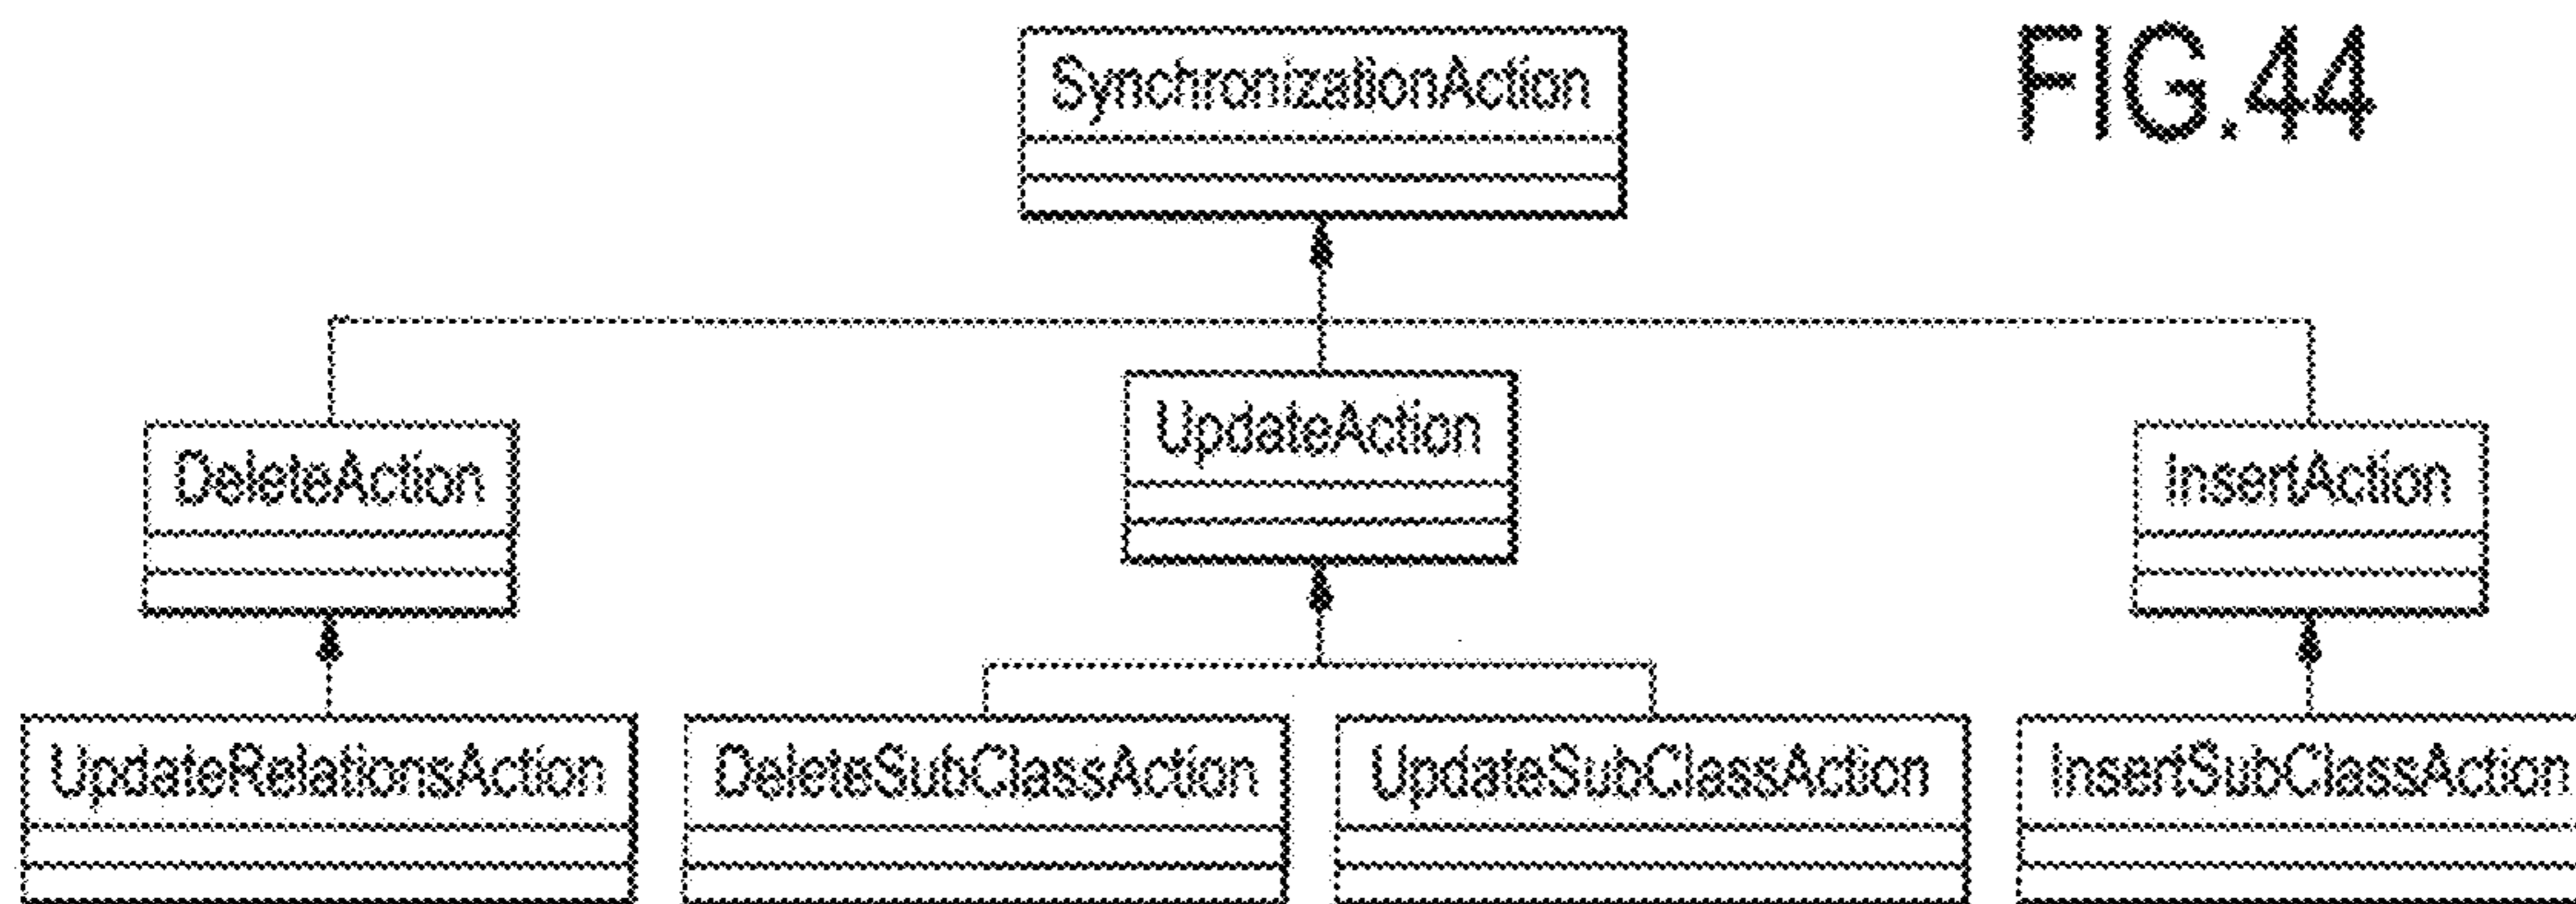 SynchronizationAction
FIG.44
DeleteAction
UpdateAction
InsertAction
UpdateRelationsAction
DeleteSubClassAction
UpdateSubClassAction
InsertSubClassAction